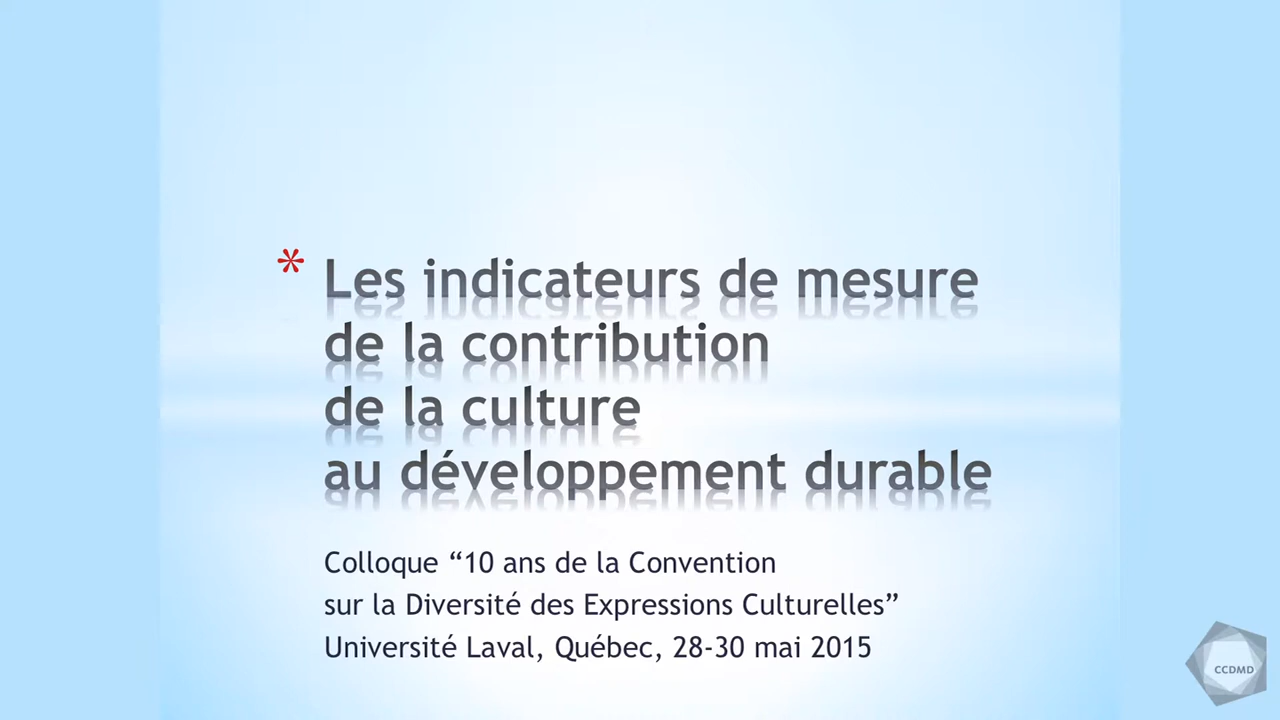 * Les indicateurs de mesure
de la contribution
de la culture
au développement durable
Colloque “10 ans de la Convention
sur la Diversité des Expressions Culturelles”
Université Laval, Québec, 28-30 mai 2015
CCDMD